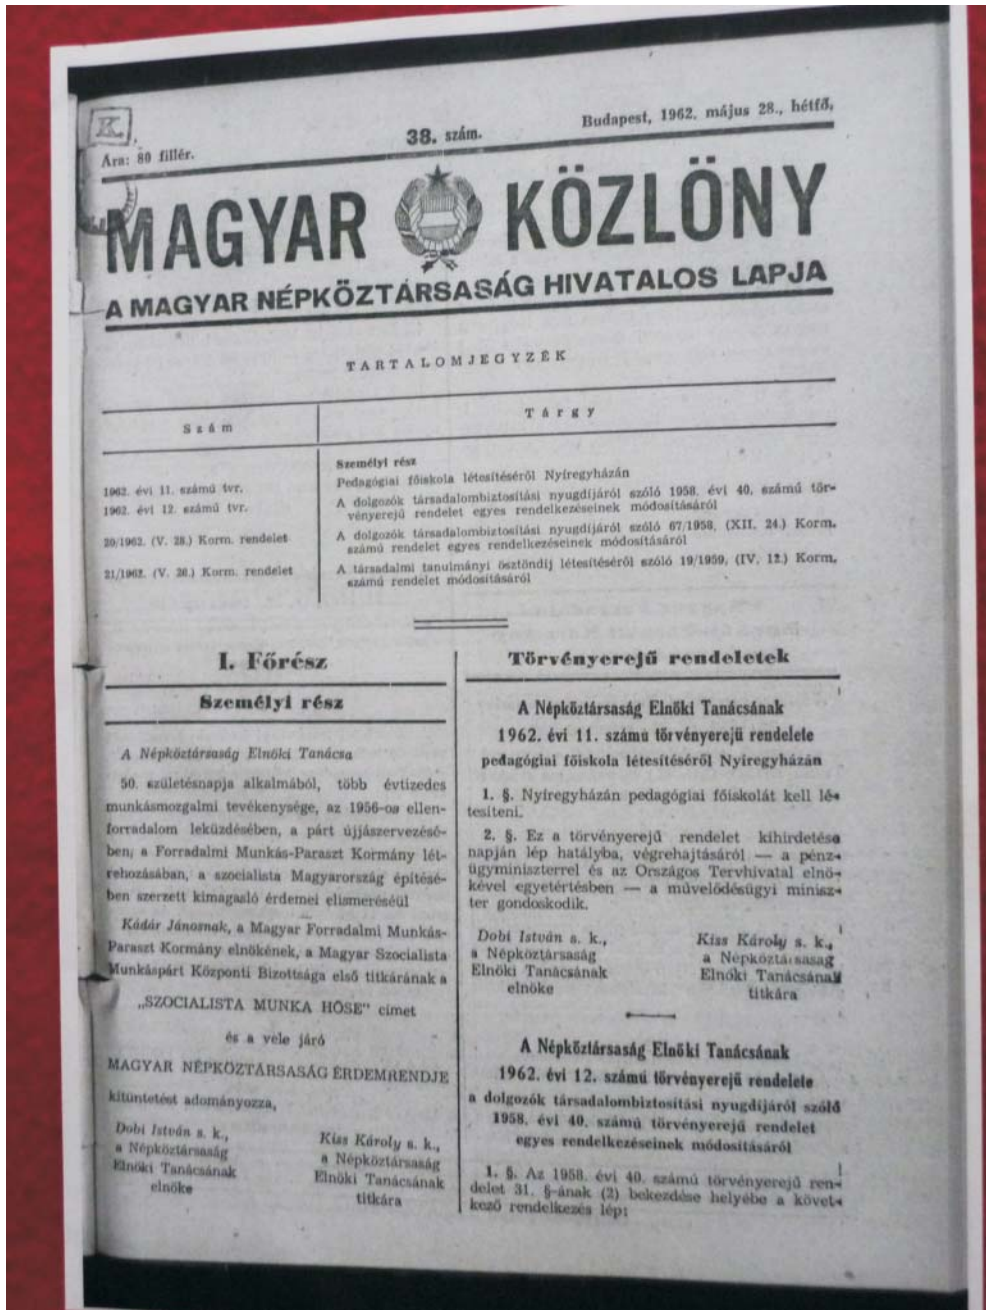 K.
Ára: 80 fillér.
38. szám.
Budapest, 1962. május 28., hétfő,
MAGYAR KÖZLÖNY
A MAGYAR NÉPKÖZTÁRSASÁG HIVATALOS LAPJA
TARTALOMJEGYZÉK
Szám
Tárgy
Személyi rész
1962. évi 11. számú tvr.
Pedagógiai főiskola létesítéséről Nyíregyházán
1962. évi 12. számú tvr.
A dolgozók társadalombiztosítási nyugdíjáról szóló 1958. évi 40. számú tör-
vényerejű rendelet egyes rendelkezéseinek módosításáról
20/1962. (V. 28.) Korm. rendelet
A dolgozók társadalombiztosítási nyugdíjáról szóló 67/1958. (XII. 24.) Korm.
számú rendelet egyes rendelkezéseinek módosításáról
21/1962. (V. 28.) Korm. rendelet
A társadalmi tanulmányi ösztöndíj létesítéséről szóló 19/1959. (IV. 12.) Korm.
számú rendelet módosításáról
I. Főrész
Személyi rész
A Népköztársaság Elnöki Tanácsa
50. születésnapja alkalmából, több évtizedes
munkásmozgalmi tevékenysége, az 1956-os ellen-
forradalom leküzdésében, a párt újjászervezésé-
ben, a Forradalmi Munkás-Paraszt Kormány lét-
rehozásában, a szocialista Magyarország építésé-
ben szerzett kimagasló érdemei elismeréséül
Kádár Jánosnak, a Magyar Forradalmi Munkás-
Paraszt Kormány elnökének, a Magyar Szocialista
Munkáspárt Központi Bizottsága első titkárának a
„SZOCIALISTA MUNKA HŐSE" címet
és a vele járó
MAGYAR NÉPKÖZTÁRSASÁG ÉRDEMRENDJE
kitüntetést adományozza,
Dobi István s. k.,
a Népköztársaság
Elnöki Tanácsának
elnöke
Kiss Károly s. k.,
a Népköztársaság
Elnöki Tanácsának
titkára
Törvényerejű rendeletek
A Népköztársaság Elnöki Tanácsának
1962. évi 11. számú törvényerejű rendelete
pedagógiai főiskola létesítéséről Nyíregyházán
1. §. Nyíregyházán pedagógiai főiskolát kell lé-
tesíteni.
2. §. Ez a törvényerejű rendelet kihirdetése
napján lép hatályba, végrehajtásáról — a pénz-
ügyminiszterrel és az Országos Tervhivatal elnö-
kével egyetértésben — a művelődésügyi minisz-
ter gondoskodik.
Dobi István s. k.,
a Népköztársaság
Elnöki Tanácsának
elnöke
Kiss Károly s. k.,
a Népköztársaság
Elnöki Tanácsának
titkára
A Népköztársaság Elnöki Tanácsának
1962. évi 12. számú törvényerejű rendelete
a dolgozók társadalombiztosítási nyugdíjáról szóló
1958. évi 40. számú törvényerejű rendelet
egyes rendelkezéseinek módosításáról
1. §. Az 1958. évi 40. számú törvényerejű ren-
delet 31. §-ának (2) bekezdése helyébe a követ-
kező rendelkezés lép: